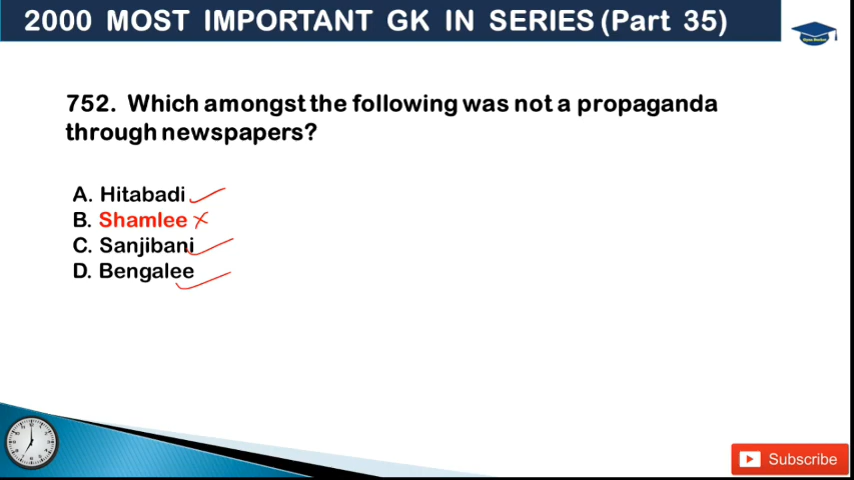 2000 MOST IMPORTANT GK IN SERIES (Part 35)
752. Which amongst the following was not a propaganda
through newspapers?
A. Hitabadi
B. Shamlee
C. Sanjibani
D. Bengalee
Subscribe